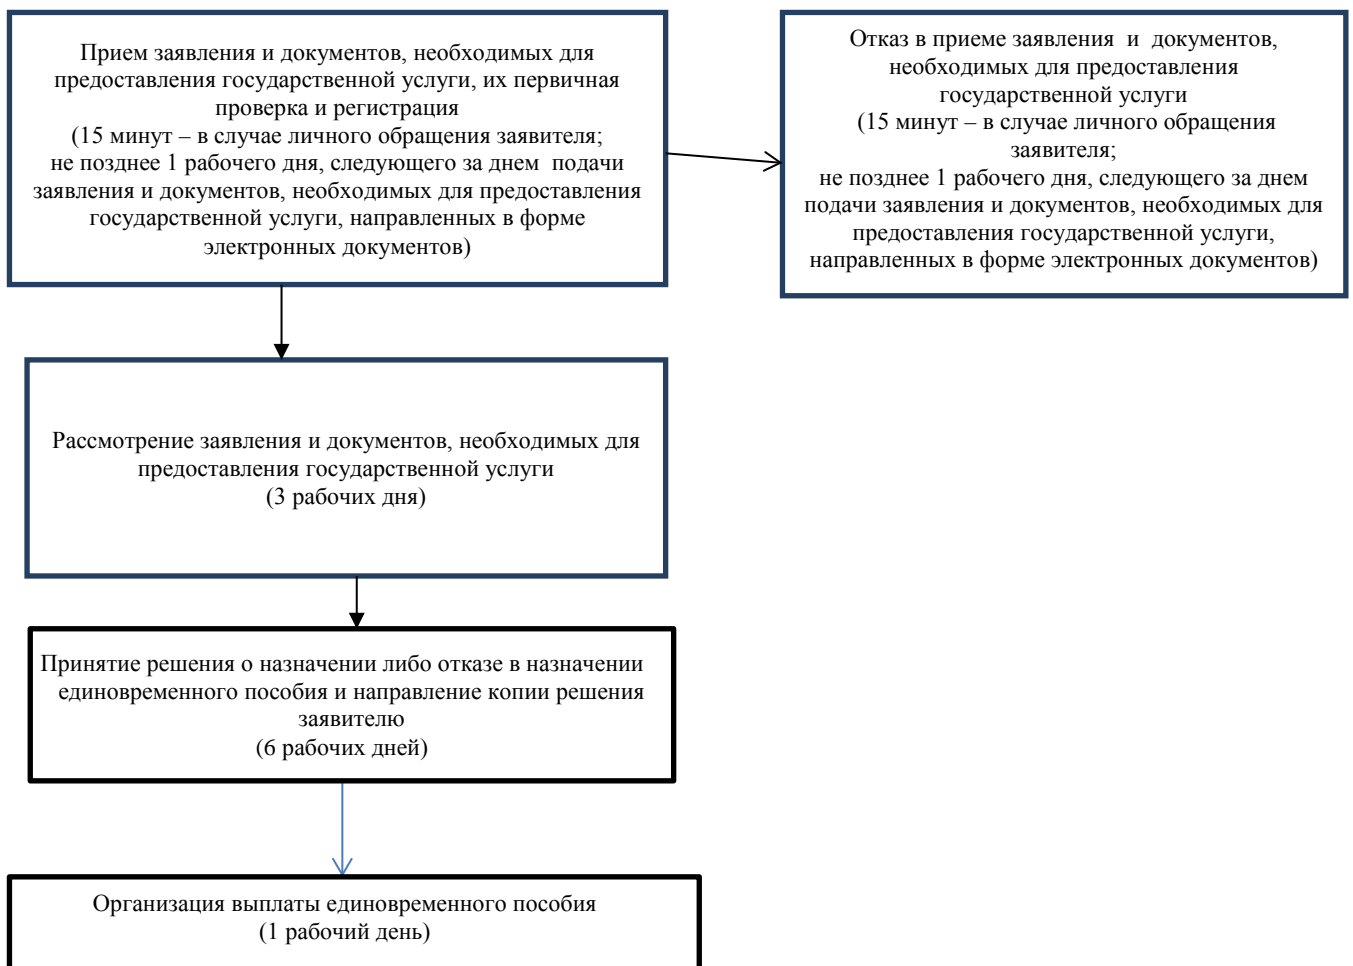 Прием заявления и документов, необходимых для
предоставления государственной услуги, их первичная
проверка и регистрация
(15 минут – в случае личного обращения заявителя;
не позднее 1 рабочего дня, следующего за днем подачи
заявления и документов, необходимых для предоставления
государственной услуги, направленных в форме
электронных документов)
Отказ в приеме заявления и документов,
необходимых для предоставления
государственной услуги
(15 минут – в случае личного обращения
заявителя;
не позднее 1 рабочего дня, следующего за днем
подачи заявления и документов, необходимых для
предоставления государственной услуги,
направленных в форме электронных документов)
Рассмотрение заявления и документов, необходимых для
предоставления государственной услуги
(3 рабочих дня)
Принятие решения о назначении либо отказе в назначении
единовременного пособия и направление копии решения
заявителю
(6 рабочих дней)
Организация выплаты единовременного пособия
(1 рабочий день)